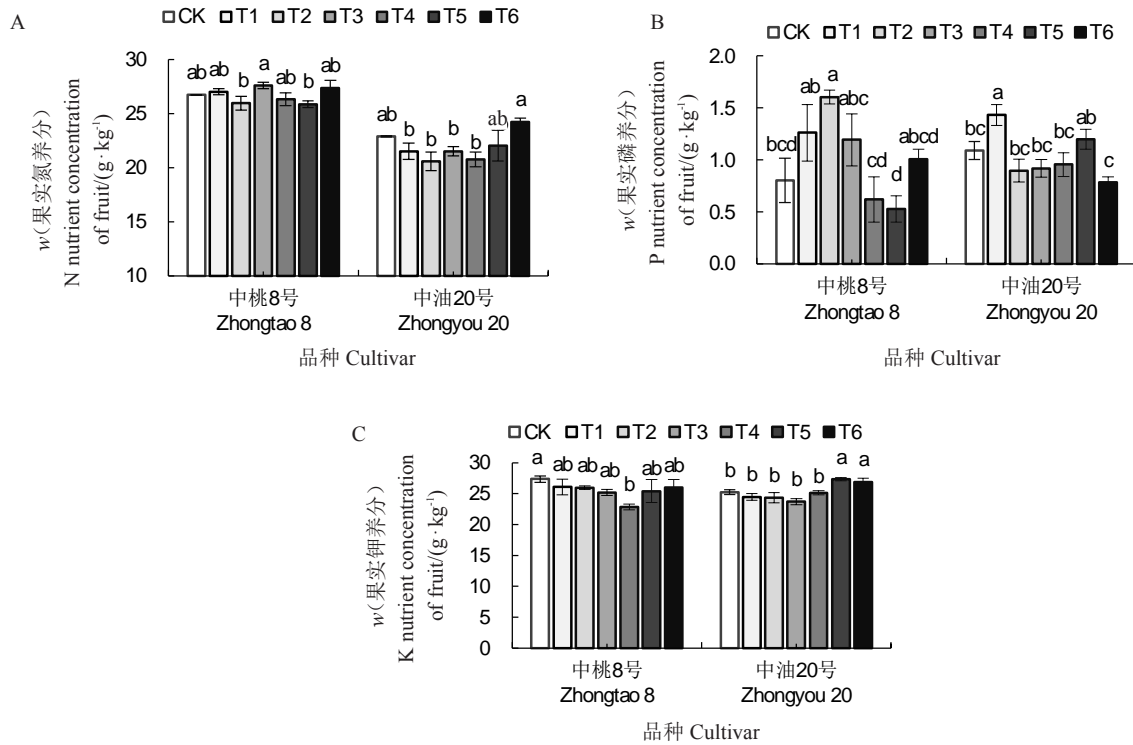 A
CK T1 T2 T3 T4 T5 T6
w(果实氮养分)
N nutrient concentration
of fruit/(g·kg⁻¹)
30
25
20
15
10
ab ab b a ab b ab
ab b b b b ab a
中桃8号 中油20号
Zhongtao 8 Zhongyou 20
品种 Cultivar
B
CK T1 T2 T3 T4 T5 T6
w(果实磷养分)
P nutrient concentration
of fruit/(g·kg⁻¹)
2.0
1.5
1.0
0.5
0.0
bcd ab a abc cd d abcd
bc a bc bc bc ab c
中桃8号 中油20号
Zhongtao 8 Zhongyou 20
品种 Cultivar
C
CK T1 T2 T3 T4 T5 T6
w(果实钾养分)
K nutrient concentration
of fruit/(g·kg⁻¹)
30
25
20
15
10
5
0
a ab ab ab b ab ab
b b b b b a a
中桃8号 中油20号
Zhongtao 8 Zhongyou 20
品种 Cultivar